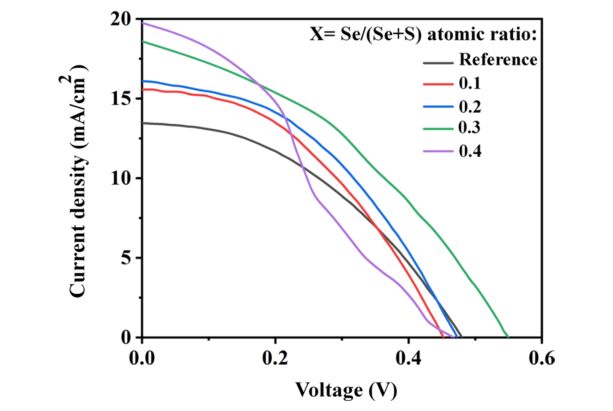 X= Se/(Se+S) atomic ratio:
Reference
0.1
0.2
0.3
0.4
20
15
10
5
0
Current density (mA/cm2)
0.0 0.2 0.4 0.6
Voltage (V)